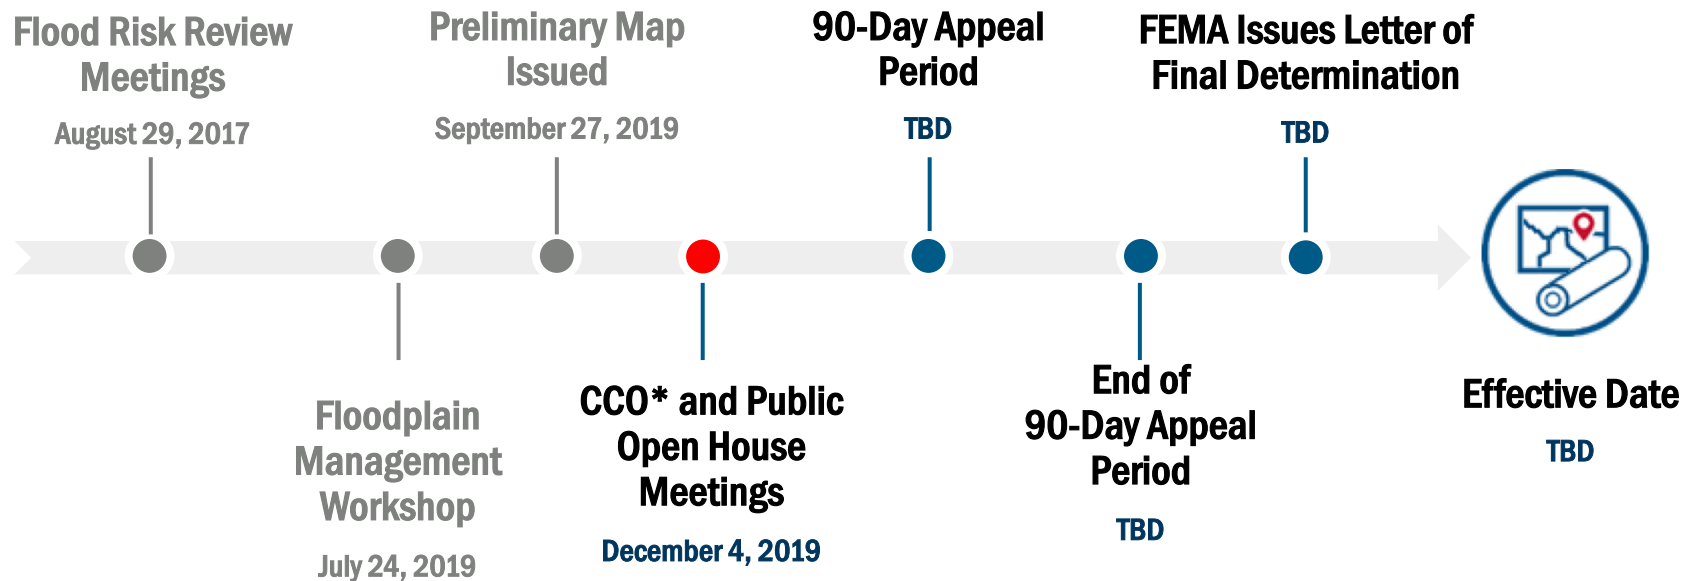 Flood Risk Review
Meetings
August 29, 2017
Floodplain
Management
Workshop
July 24, 2019
Preliminary Map
Issued
September 27, 2019
CCO* and Public
Open House
Meetings
December 4, 2019
90-Day Appeal
Period
TBD
End of
90-Day Appeal
Period
TBD
FEMA Issues Letter of
Final Determination
TBD
Effective Date
TBD